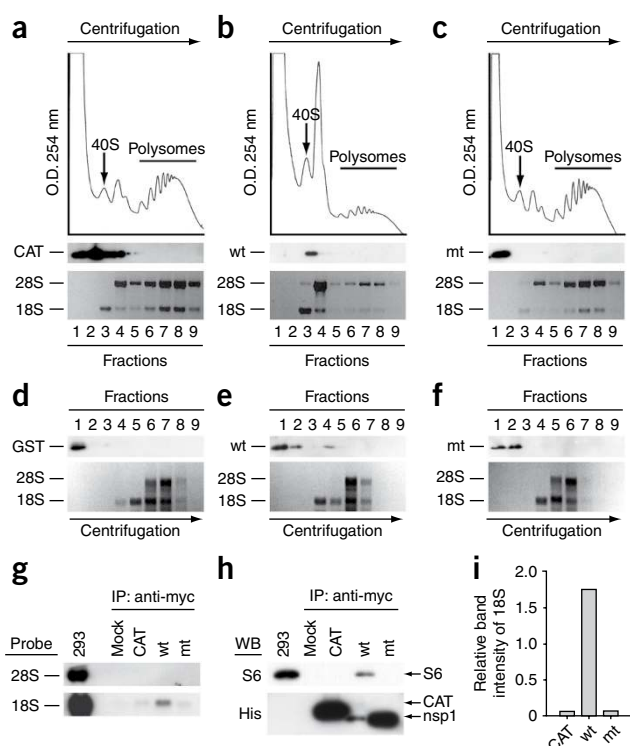 a b c
Centrifugation Centrifugation Centrifugation
O.D. 254 nm O.D. 254 nm O.D. 254 nm
40S 40S 40S
Polysomes Polysomes Polysomes
CAT wt mt
28S 28S 28S
18S 18S 18S
1 2 3 4 5 6 7 8 9 1 2 3 4 5 6 7 8 9 1 2 3 4 5 6 7 8 9
Fractions Fractions Fractions
d e f
Fractions Fractions Fractions
1 2 3 4 5 6 7 8 9 1 2 3 4 5 6 7 8 9 1 2 3 4 5 6 7 8 9
GST wt mt
28S 28S 28S
18S 18S 18S
Centrifugation Centrifugation Centrifugation
g
IP: anti-myc
Probe 293 Mock CAT wt mt
28S
18S
h
IP: anti-myc
WB 293 Mock CAT wt mt
S6 S6
His CAT
nsp1
i
Relative band
intensity of 18S
2.0
1.5
1.0
0.5
0
CAT wt mt